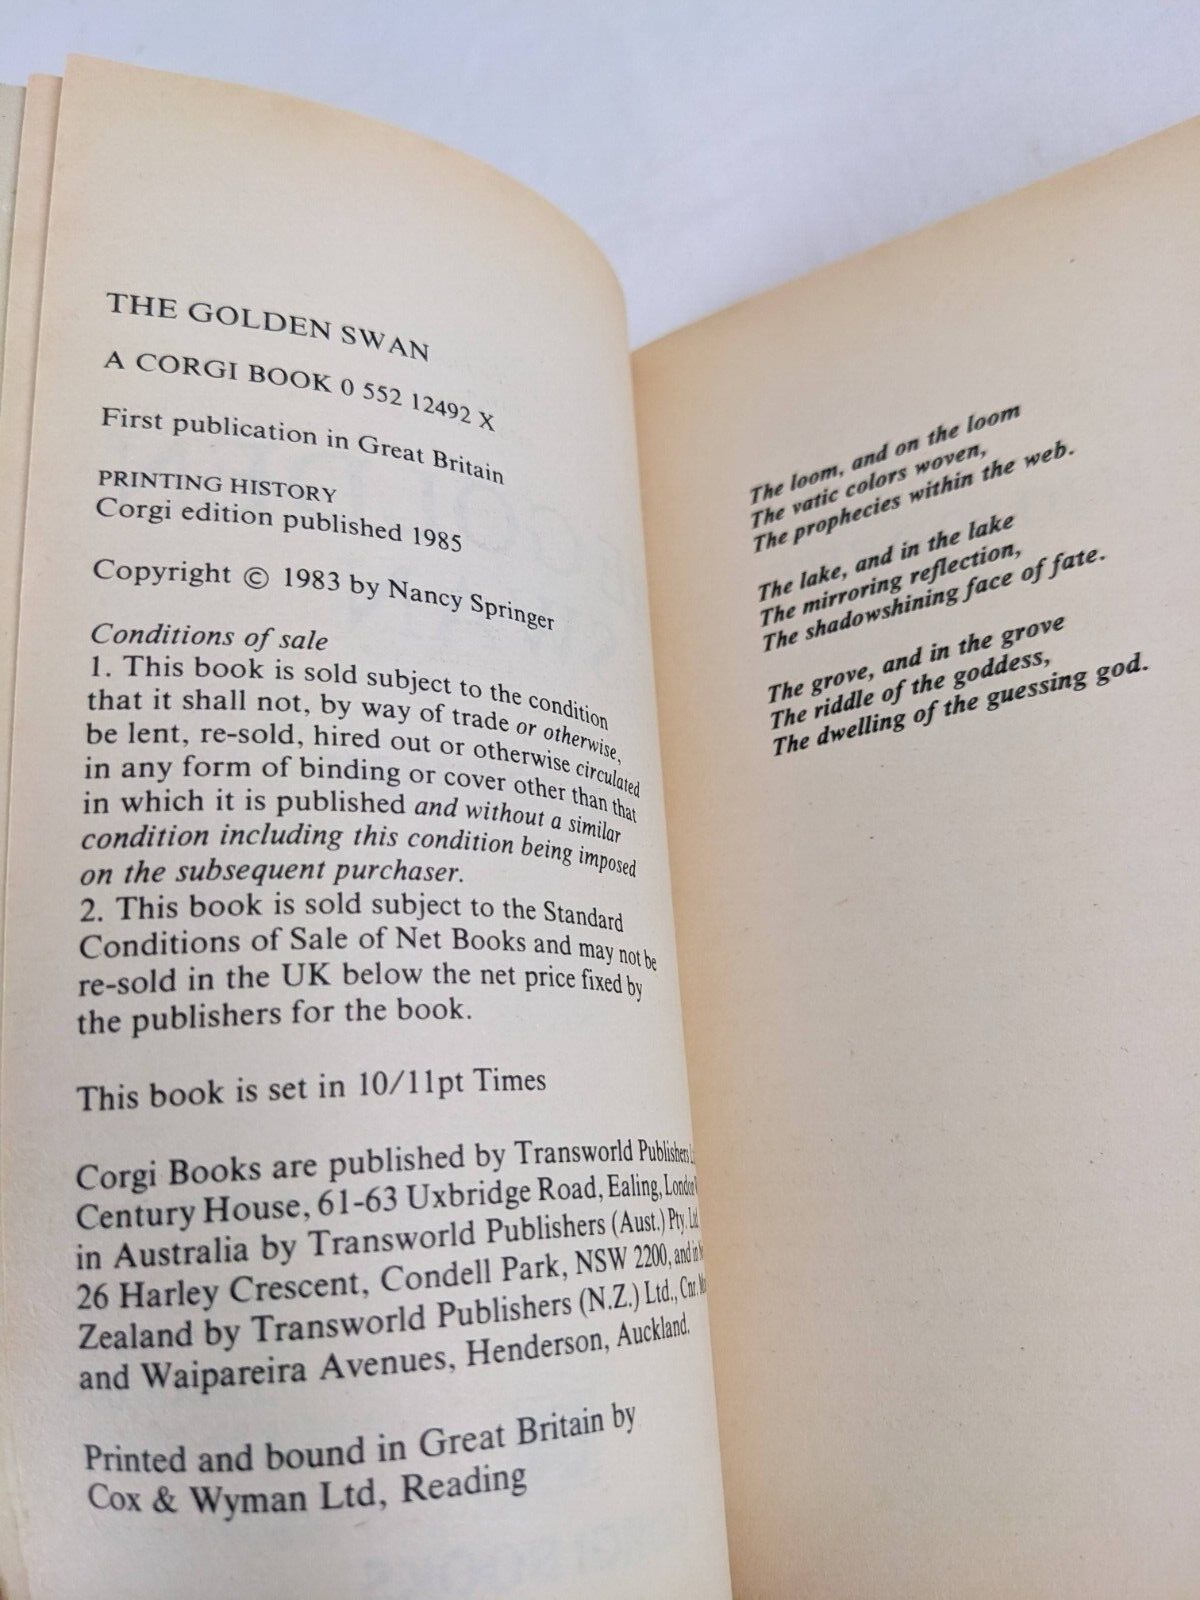 THE GOLDEN SWAN
A CORGI BOOK 0 552 12492 X
First publication in Great Britain
PRINTING HISTORY
Corgi edition published 1985
Copyright © 1983 by Nancy Springer
Conditions of sale
1. This book is sold subject to the condition
that it shall not, by way of trade or otherwise,
be lent, re-sold, hired out or otherwise circulated
in any form of binding or cover other than that
in which it is published and without a similar
condition including this condition being imposed
on the subsequent purchaser.
2. This book is sold subject to the Standard
Conditions of Sale of Net Books and may not be
re-sold in the UK below the net price fixed by
the publishers for the book.
This book is set in 10/11pt Times
Corgi Books are published by Transworld Publishers
Century House, 61-63 Uxbridge Road, Ealing, London
in Australia by Transworld Publishers (Aust.) Pty. Ltd
26 Harley Crescent, Condell Park, NSW 2200, and in
Zealand by Transworld Publishers (N.Z.) Ltd., Cnr.
and Waipareira Avenues, Henderson, Auckland.
Printed and bound in Great Britain by
Cox & Wyman Ltd, Reading
The loom, and on the loom
The vatic colors woven,
The prophecies within the web.
The lake, and in the lake
The mirroring reflection,
The shadowshining face of fate.
The grove, and in the grove
The riddle of the goddess,
The dwelling of the guessing god.